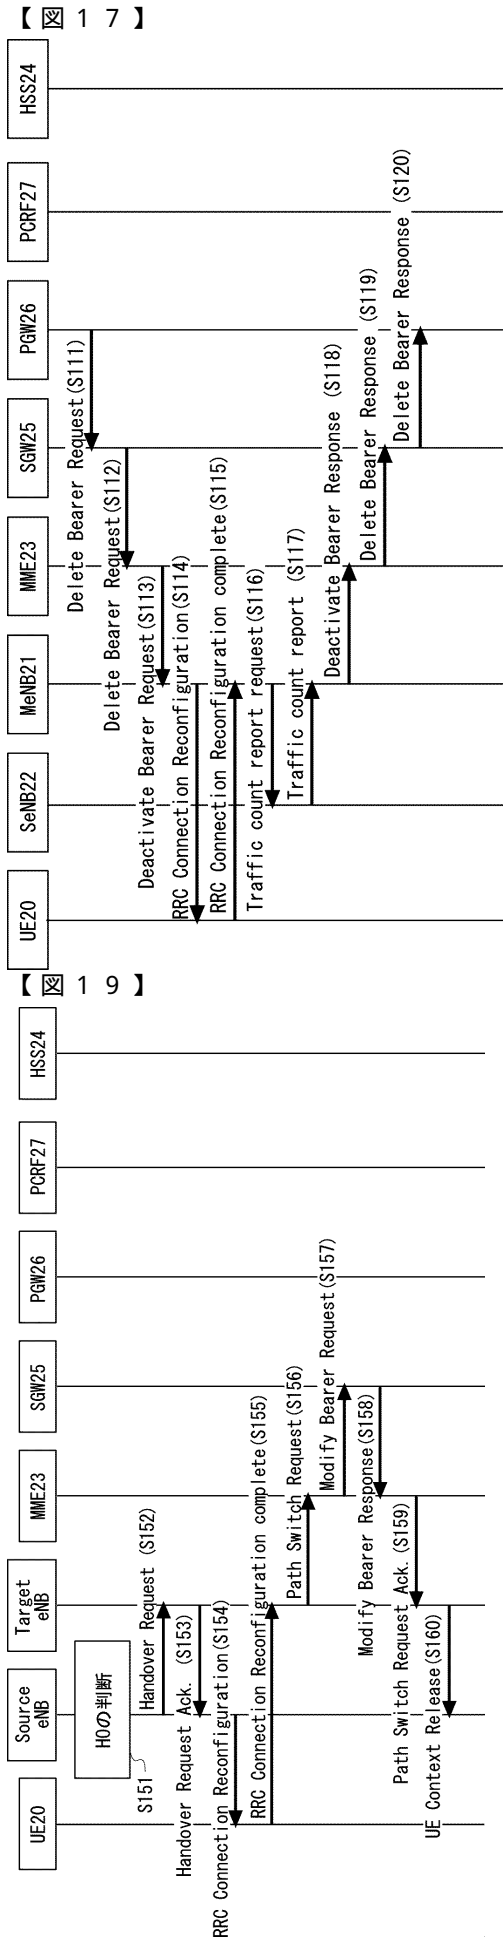 【図17】
HSS24
PCRF27
PGW26
SGW25
MME23
MeNB21
SeNB22
UE20
Delete Bearer Request(S111)
Delete Bearer Request(S112)
Deactivate Bearer Request(S113)
RRC Connection Reconfiguration(S114)
RRC Connection Reconfiguration complete(S115)
Traffic count report request(S116)
Traffic count report (S117)
Deactivate Bearer Response (S118)
Delete Bearer Response (S119)
Delete Bearer Response (S120)
【図19】
HSS24
PCRF27
PGW26
SGW25
MME23
Target
eNB
Source
eNB
UE20
HOの判断
S151
Handover Request (S152)
Handover Request Ack. (S153)
RRC Connection Reconfiguration(S154)
RRC Connection Reconfiguration complete(S155)
Path Switch Request(S156)
Modify Bearer Request(S157)
Modify Bearer Response(S158)
Path Switch Request Ack.(S159)
UE Context Release(S160)